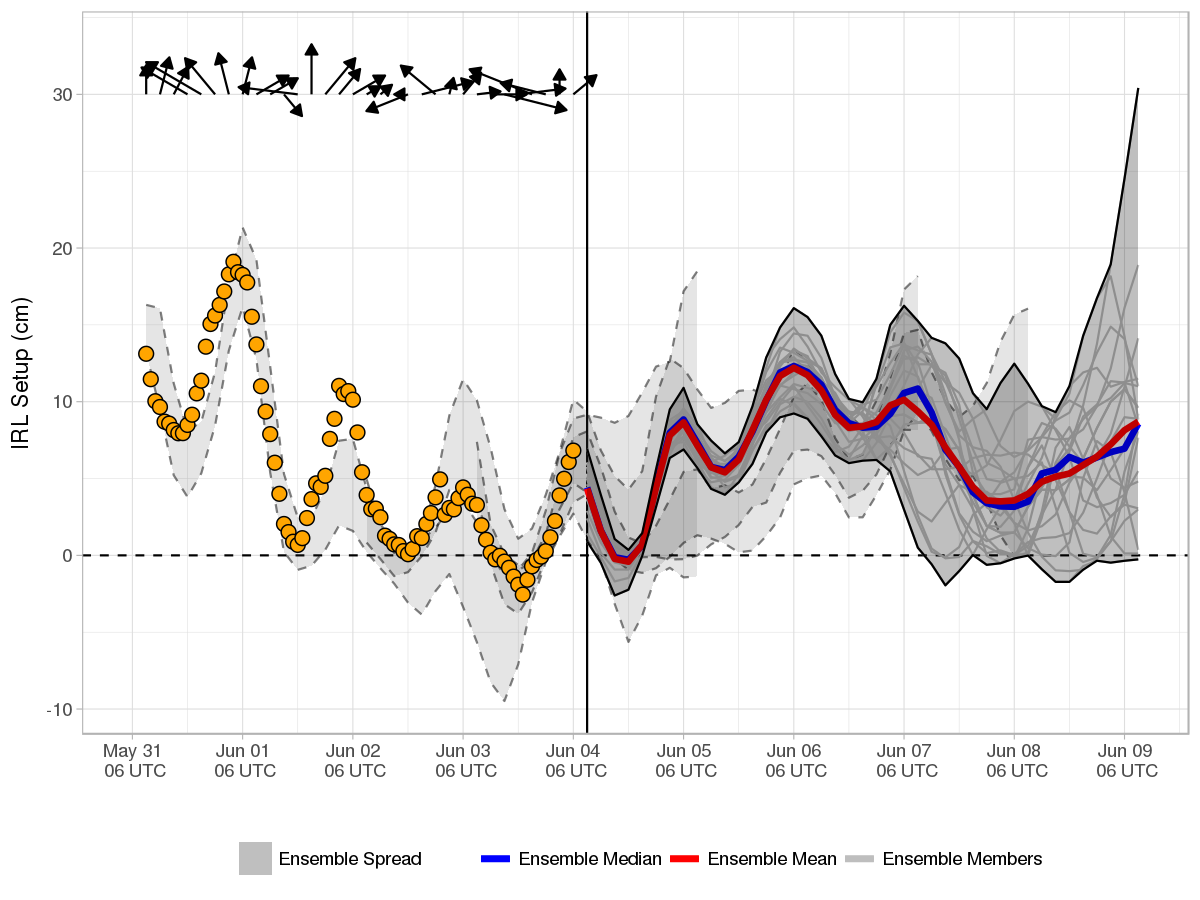 IRL Setup (cm)
30
20
10
0
-10
May 31 Jun 01 Jun 02 Jun 03 Jun 04 Jun 05 Jun 06 Jun 07 Jun 08 Jun 09
06 UTC 06 UTC 06 UTC 06 UTC 06 UTC 06 UTC 06 UTC 06 UTC 06 UTC 06 UTC
Ensemble Spread Ensemble Median Ensemble Mean Ensemble Members